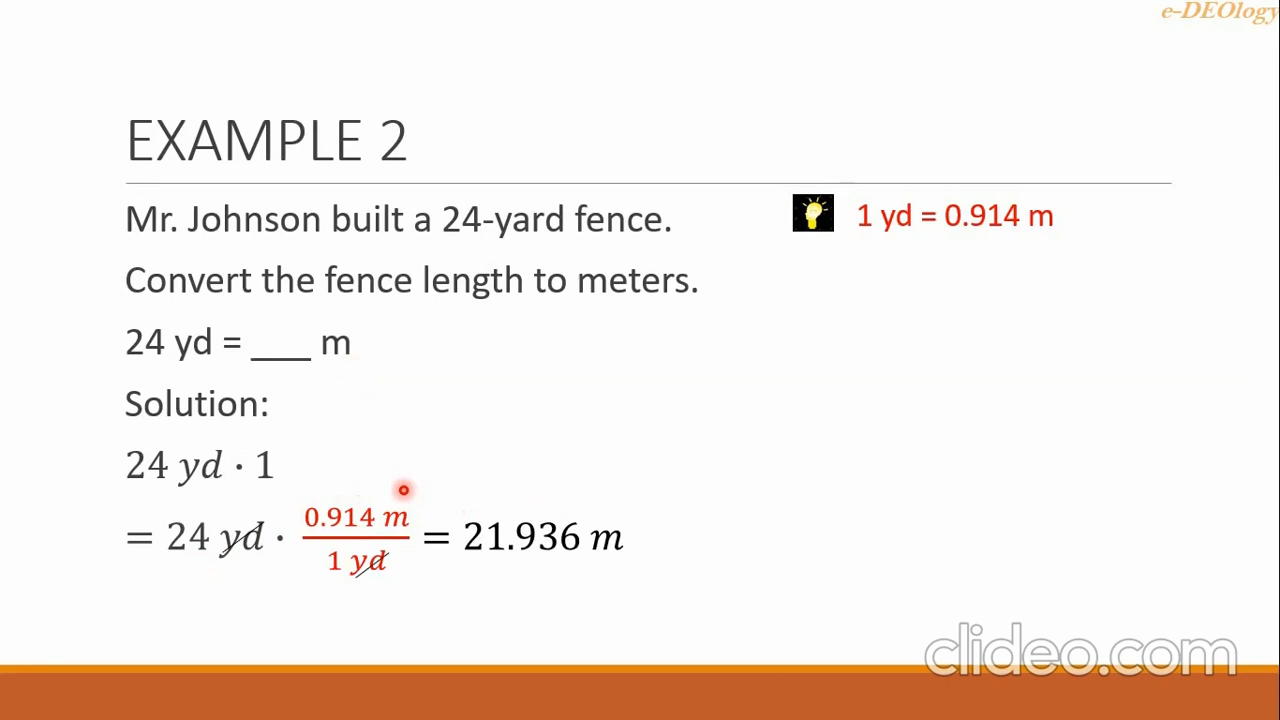 e-DEOlogy
EXAMPLE 2
Mr. Johnson built a 24-yard fence.
1 yd = 0.914 m
Convert the fence length to meters.
24 yd = ___ m
Solution:
24 yd · 1
= 24 yd · 0.914 m / 1 yd = 21.936 m
clideo.com